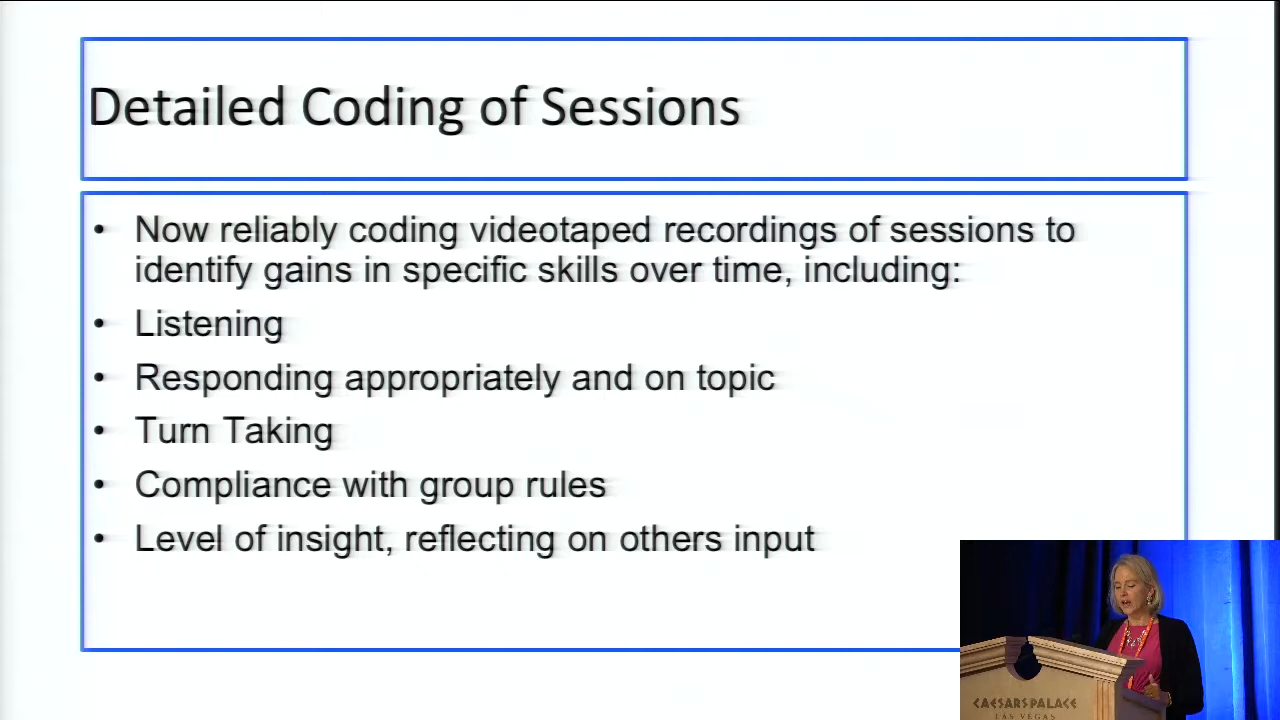 Detailed Coding of Sessions
• Now reliably coding videotaped recordings of sessions to
identify gains in specific skills over time, including:
• Listening
• Responding appropriately and on topic
• Turn Taking
• Compliance with group rules
• Level of insight, reflecting on others input
CAESARS PALACE
LAS VEGAS